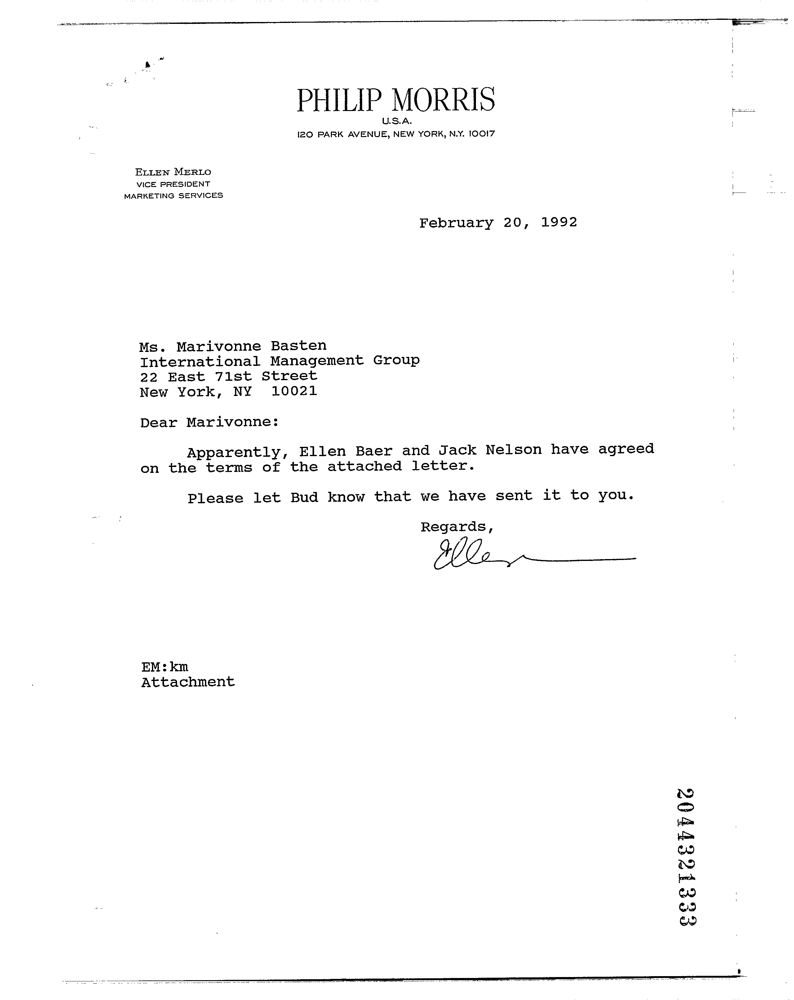 PHILIP MORRIS
U.S.A.
120 PARK AVENUE, NEW YORK, N.Y. 10017
ELLEN MERLO
VICE PRESIDENT
MARKETING SERVICES
February 20, 1992
Ms. Marivonne Basten
International Management Group
22 East 71st Street
New York, NY  10021
Dear Marivonne:
Apparently, Ellen Baer and Jack Nelson have agreed
on the terms of the attached letter.
Please let Bud know that we have sent it to you.
Regards,
Ellen
EM:km
Attachment
2044321333